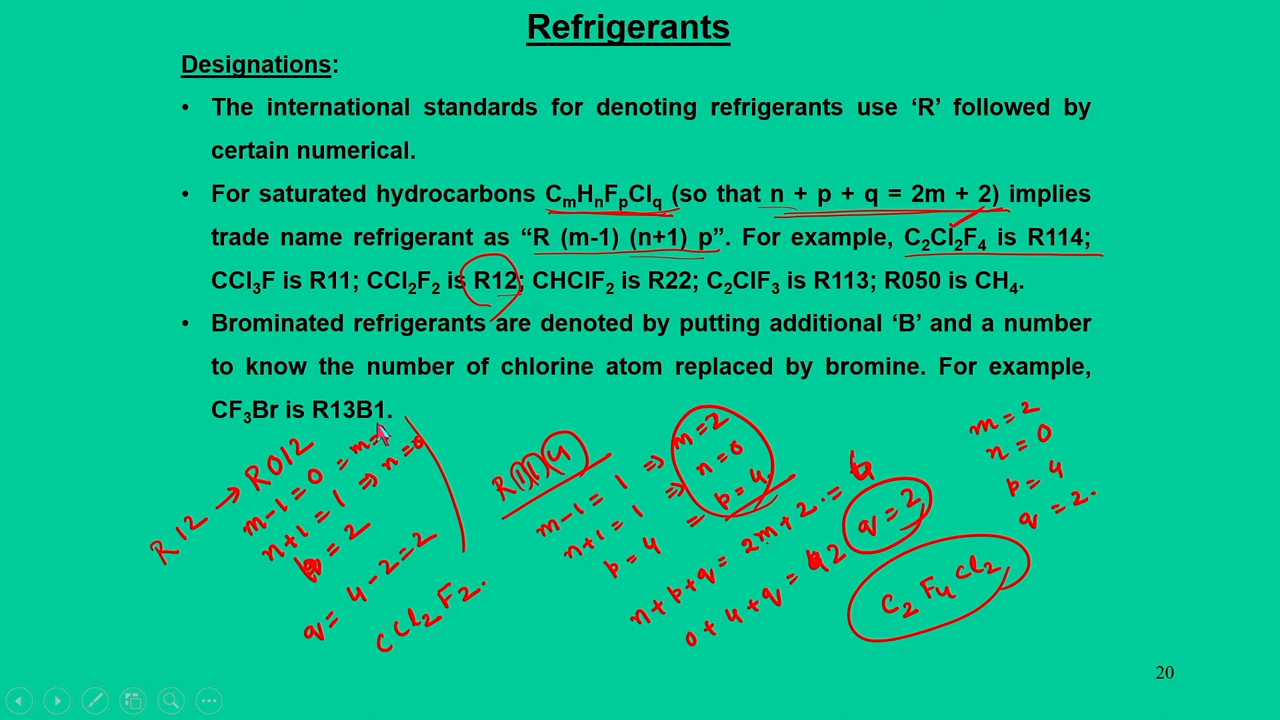 Refrigerants
Designations:
• The international standards for denoting refrigerants use ‘R’ followed by
certain numerical.
• For saturated hydrocarbons CmHnFpClq (so that n + p + q = 2m + 2) implies
trade name refrigerant as “R (m-1) (n+1) p”. For example, C2Cl2F4 is R114;
CCl3F is R11; CCl2F2 is R12; CHClF2 is R22; C2ClF3 is R113; R050 is CH4.
• Brominated refrigerants are denoted by putting additional ‘B’ and a number
to know the number of chlorine atom replaced by bromine. For example,
CF3Br is R13B1.
R12 → R012
m-1 = 0 ⇒ m=
n+1 = 1 ⇒ n=0
p = 2
q = 4-2=2
CCl2F2.
R114
m-1 = 1 ⇒ m=2
n+1 = 1 ⇒ n=0
p = 4 = p=4.
n+p+q = 2m+2 .=
0+4+q = 2
q=2
m=2
n=0
p=4
q=2.
C2F4Cl2
20